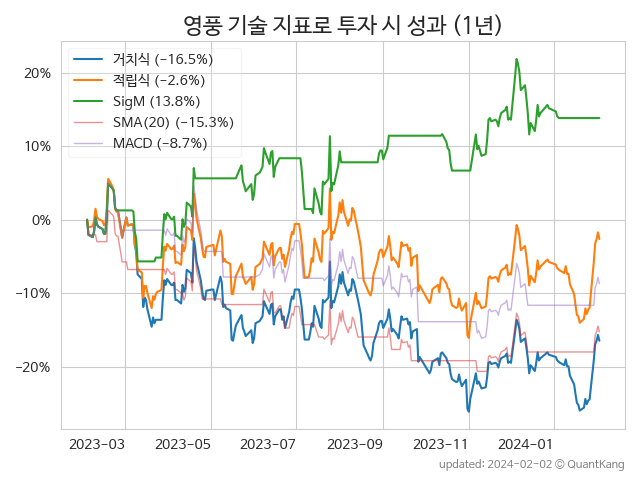 영풍 기술 지표로 투자 시 성과 (1년)
거치식 (−16.5%)
적립식 (−2.6%)
SigM (13.8%)
SMA(20) (−15.3%)
MACD (−8.7%)
20%
10%
0%
−10%
−20%
2023-03 2023-05 2023-07 2023-09 2023-11 2024-01
updated: 2024-02-02 © QuantKang